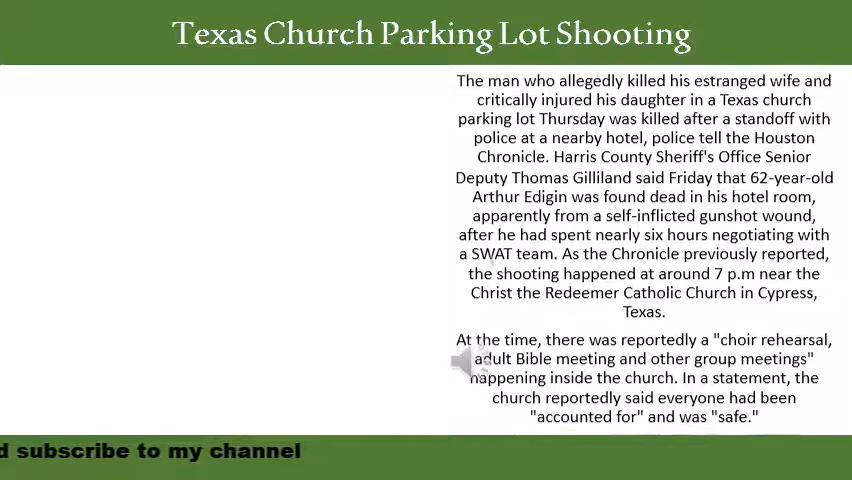 Texas Church Parking Lot Shooting
The man who allegedly killed his estranged wife and
critically injured his daughter in a Texas church
parking lot Thursday was killed after a standoff with
police at a nearby hotel, police tell the Houston
Chronicle. Harris County Sheriff's Office Senior
Deputy Thomas Gilliland said Friday that 62-year-old
Arthur Edigin was found dead in his hotel room,
apparently from a self-inflicted gunshot wound,
after he had spent nearly six hours negotiating with
a SWAT team. As the Chronicle previously reported,
the shooting happened at around 7 p.m near the
Christ the Redeemer Catholic Church in Cypress,
Texas.
At the time, there was reportedly a "choir rehearsal,
adult Bible meeting and other group meetings"
happening inside the church. In a statement, the
church reportedly said everyone had been
"accounted for" and was "safe."
d subscribe to my channel